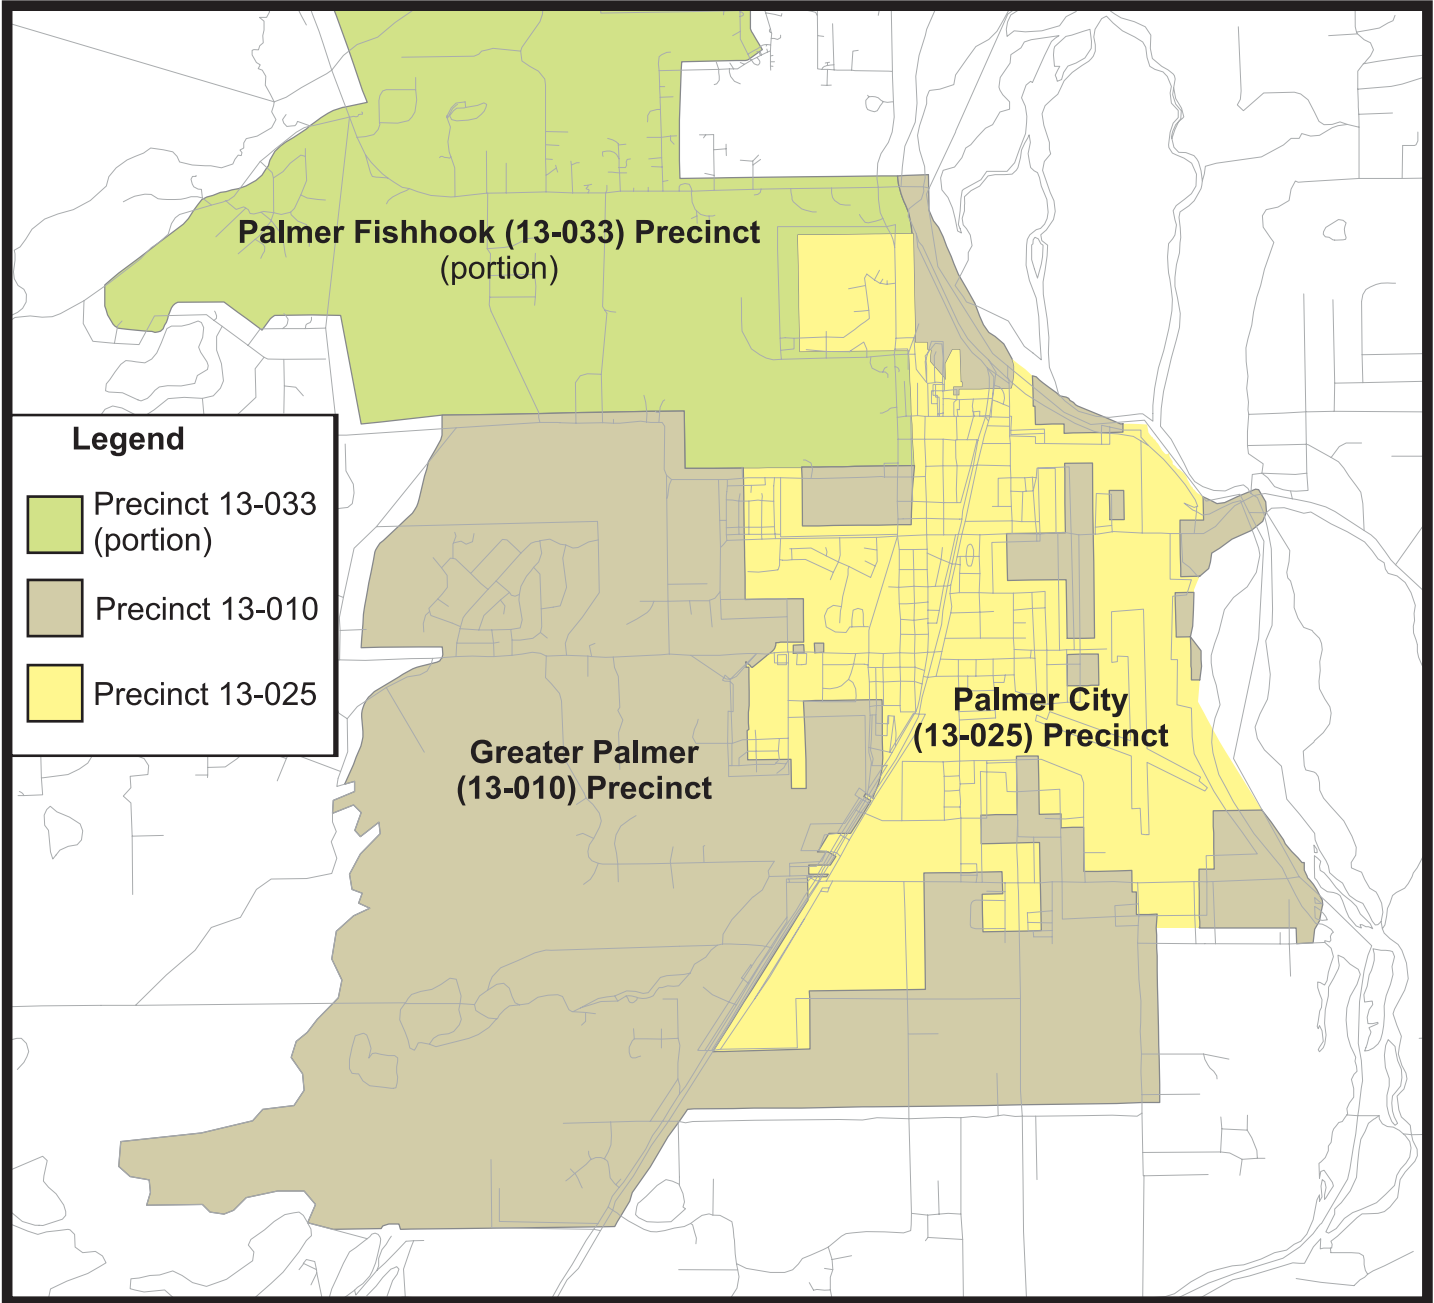 Palmer Fishhook (13-033) Precinct
(portion)
Legend
Precinct 13-033
(portion)
Precinct 13-010
Precinct 13-025
Palmer City
(13-025) Precinct
Greater Palmer
(13-010) Precinct